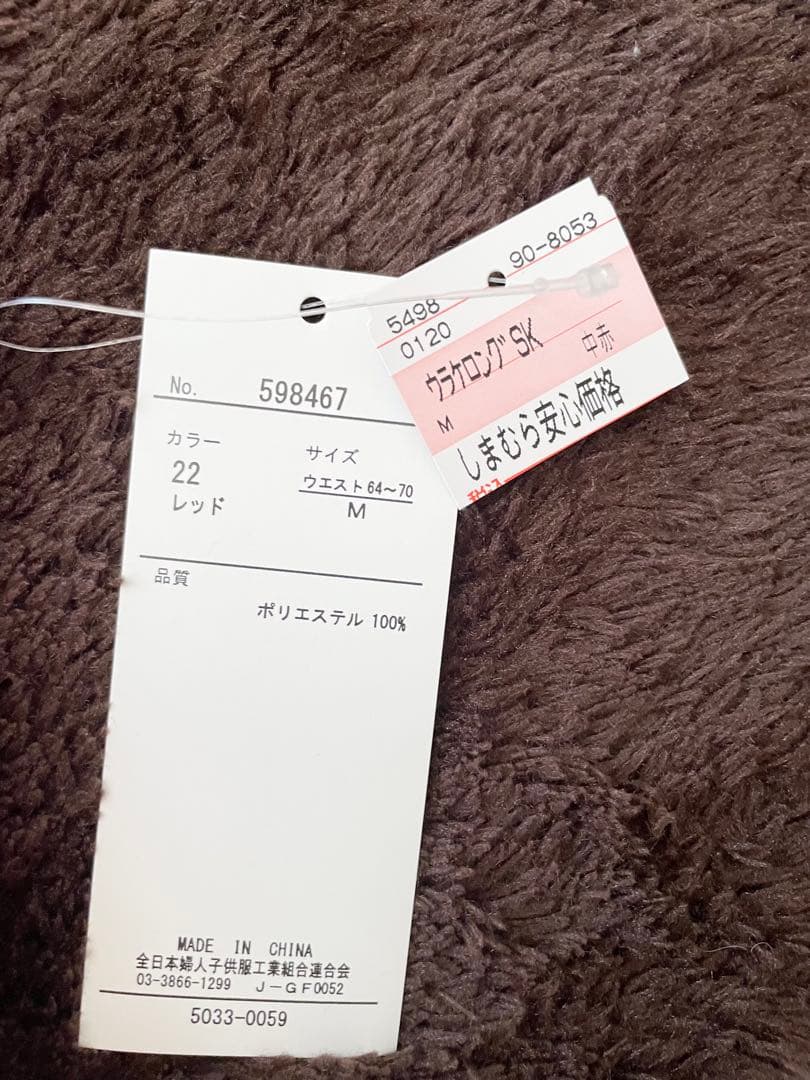 No. 598467
カラー
22
レッド
サイズ
ウエスト64〜70
M
品質
ポリエステル 100%
MADE IN CHINA
全日本婦人子供服工業組合連合会
03-3866-1299 J-GF0052
5033-0059
90-8053
5498
0120
ウラケロングSK 中赤
M
しまむら安心価格